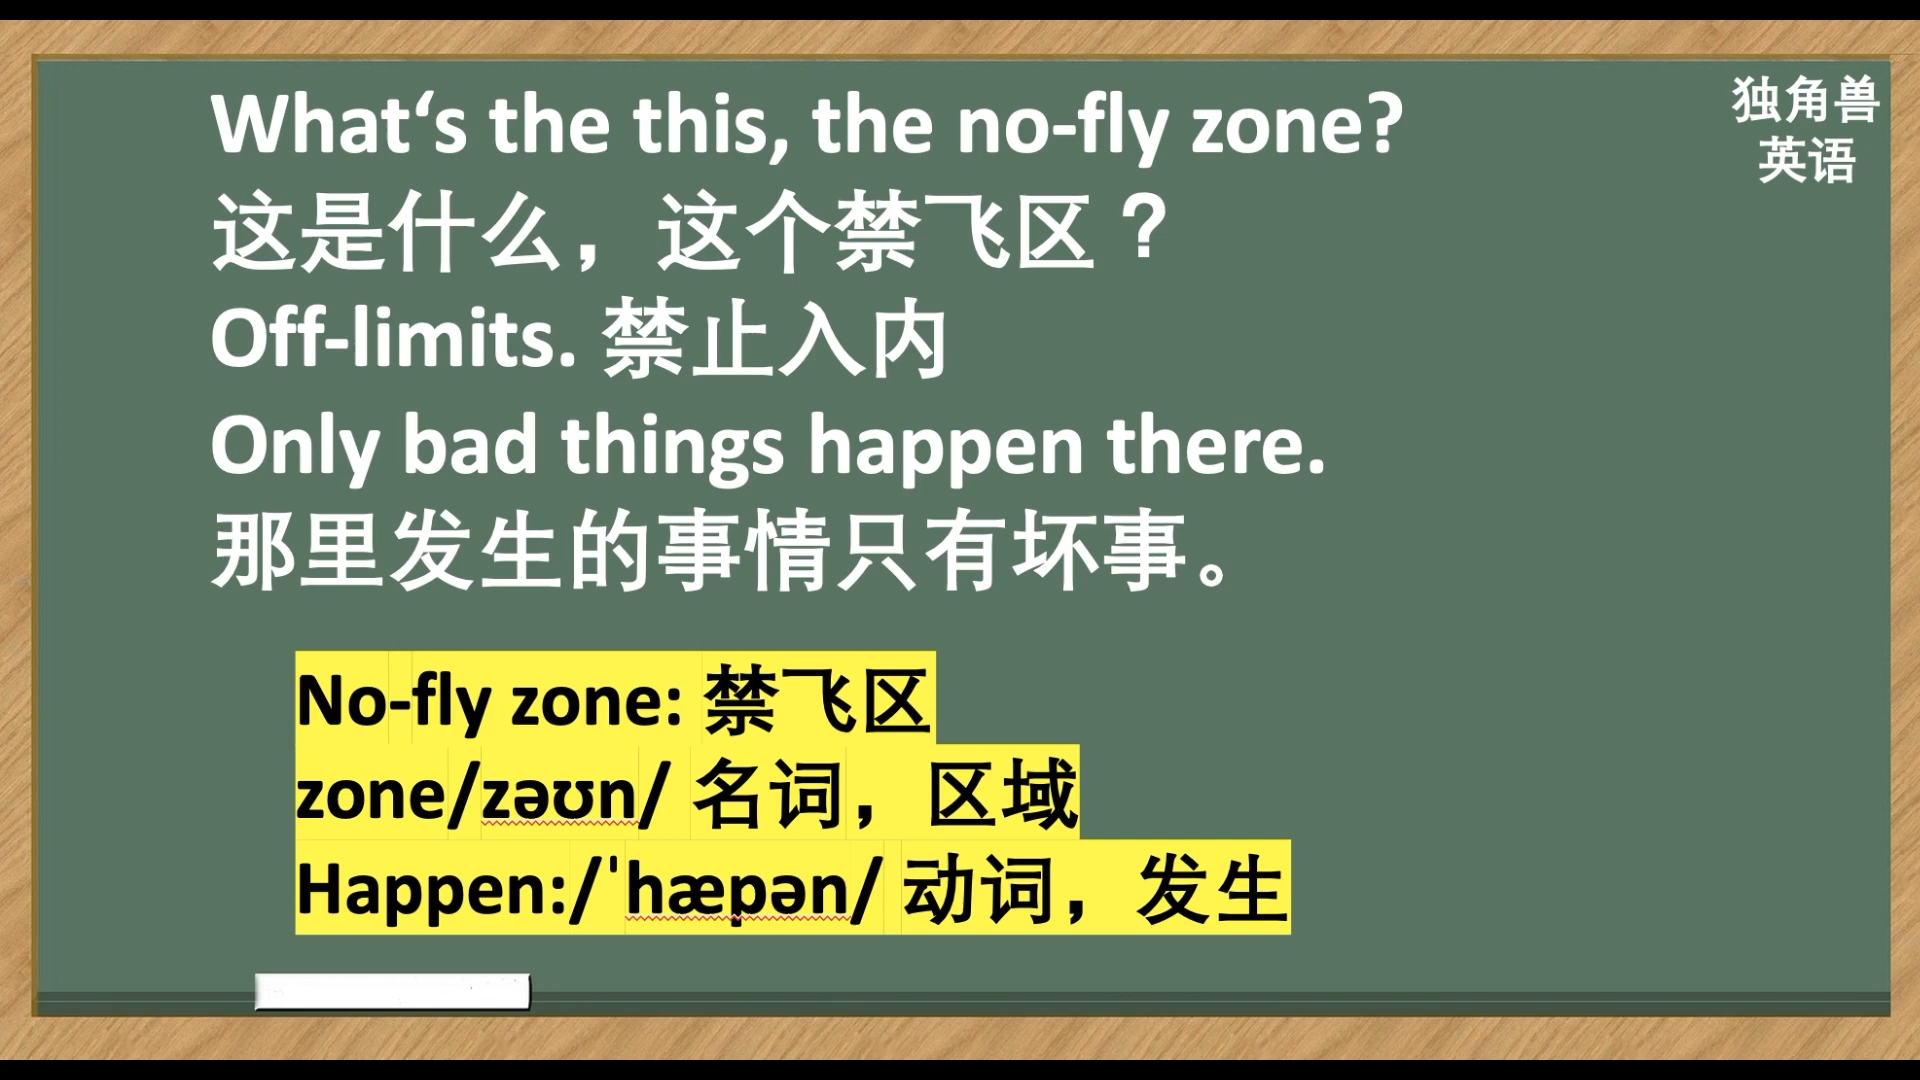 What‘s the this, the no-fly zone?
这是什么，这个禁飞区？
Off-limits. 禁止入内
Only bad things happen there.
那里发生的事情只有坏事。
No-fly zone: 禁飞区
zone/zəʊn/ 名词，区域
Happen:/ˈhæpən/ 动词，发生
独角兽
英语